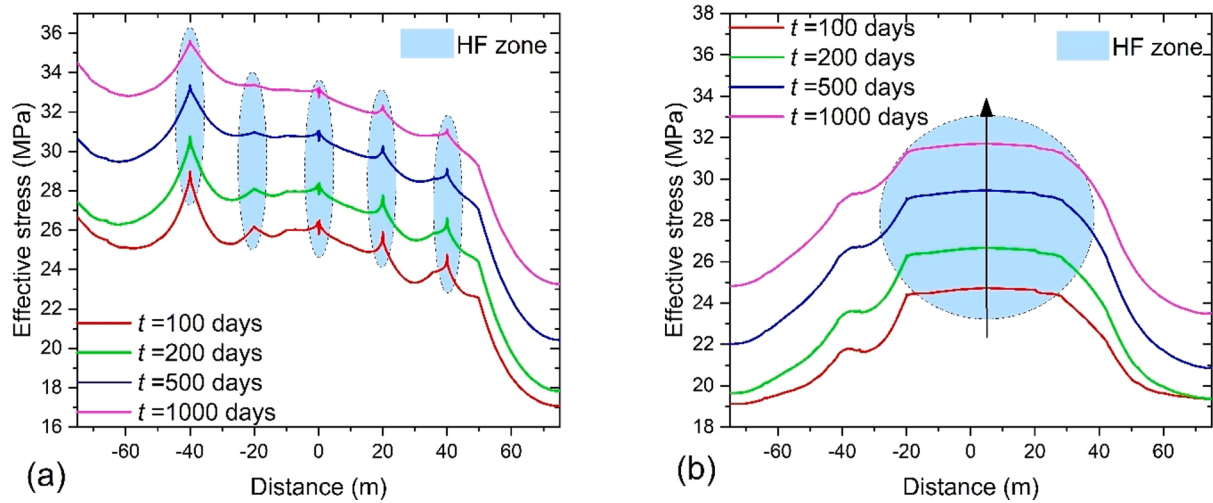 36
34
32
30
28
26
24
22
20
18
16
Effective stress (MPa)
HF zone
t =100 days
t =200 days
t =500 days
t =1000 days
-60 -40 -20 0 20 40 60
Distance (m)
(a)
38
36
34
32
30
28
26
24
22
20
18
Effective stress (MPa)
t =100 days
t =200 days
t =500 days
t =1000 days
HF zone
-60 -40 -20 0 20 40 60
Distance (m)
(b)